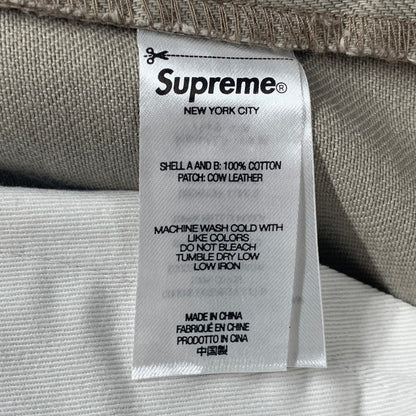 Supreme®
NEW YORK CITY
SHELL A AND B: 100% COTTON
PATCH: COW LEATHER
MACHINE WASH COLD WITH
LIKE COLORS
DO NOT BLEACH
TUMBLE DRY LOW
LOW IRON
MADE IN CHINA
FABRIQUÉ EN CHINE
PRODOTTO IN CINA
中国製